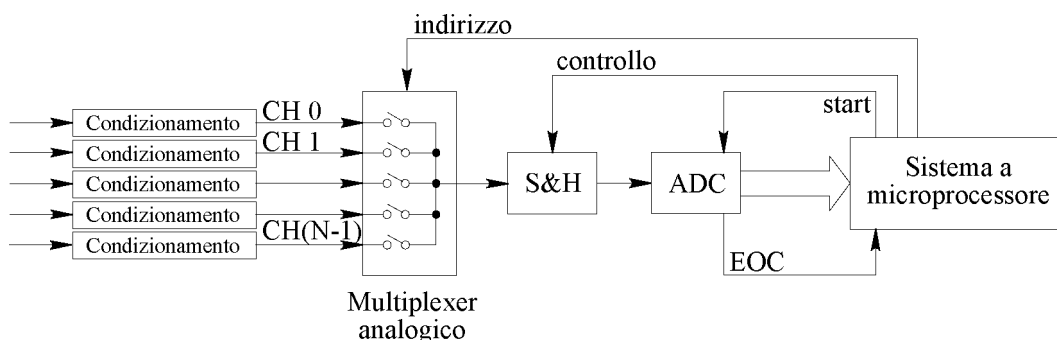 indirizzo
controllo
start
Condizionamento
CH 0
Condizionamento
CH 1
Condizionamento
Condizionamento
Condizionamento
CH(N-1)
S&H
ADC
Sistema a
microprocessore
EOC
Multiplexer
analogico